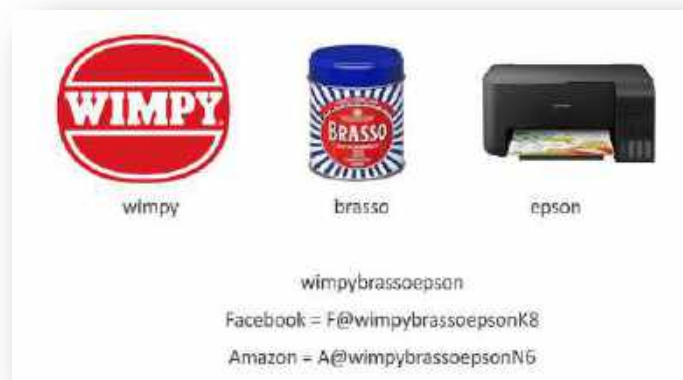 WIMPY
BRASSO
wimpy
brasso
epson
wimpybrassoepson
Facebook = F@wimpybrassoepsonK8
Amazon = A@wimpybrassoepsonN6